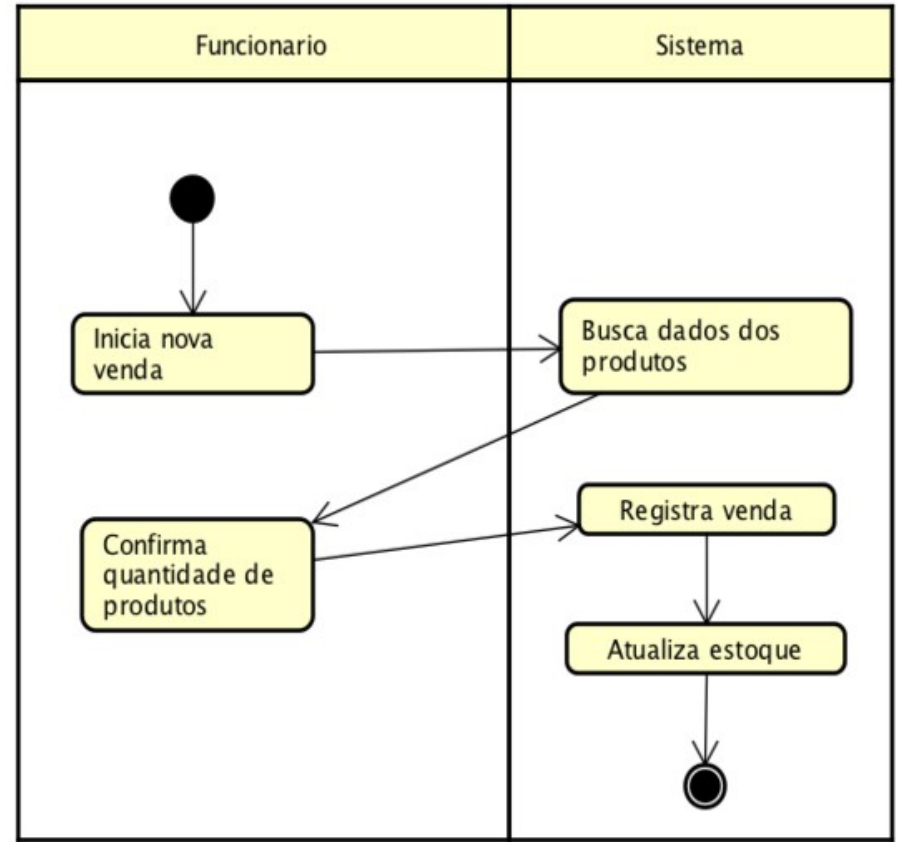 Funcionario
Sistema
Inicia nova
venda
Busca dados dos
produtos
Confirma
quantidade de
produtos
Registra venda
Atualiza estoque